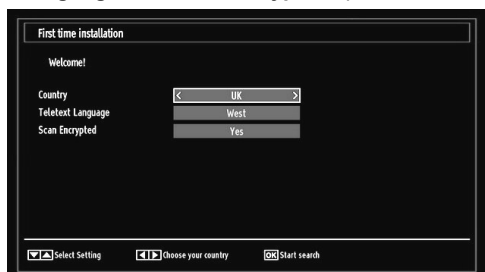 First time installation
Welcome!
Country < UK >
Teletext Language West
Scan Encrypted Yes
Select Setting Choose your country OK Start search